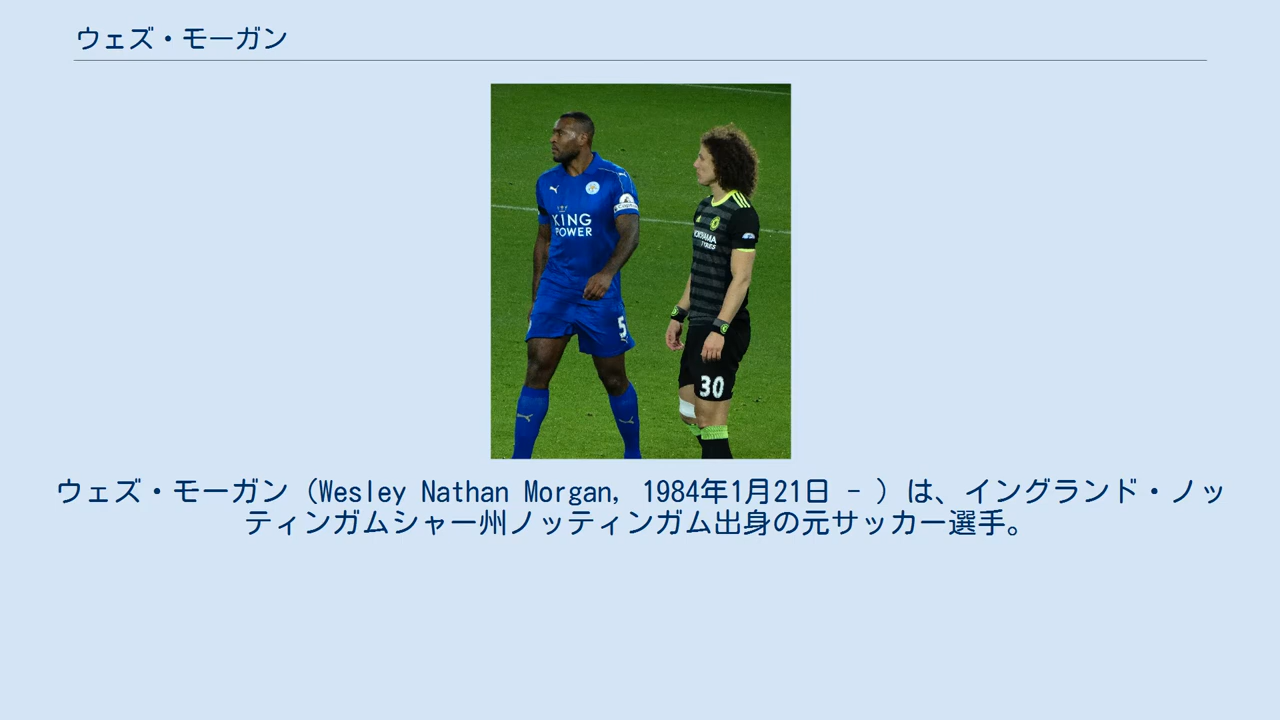 ウェズ・モーガン
KING
POWER
5
YOKOHAMA
TYRES
30
ウェズ・モーガン（Wesley Nathan Morgan, 1984年1月21日 - ）は、イングランド・ノッ
ティンガムシャー州ノッティンガム出身の元サッカー選手。